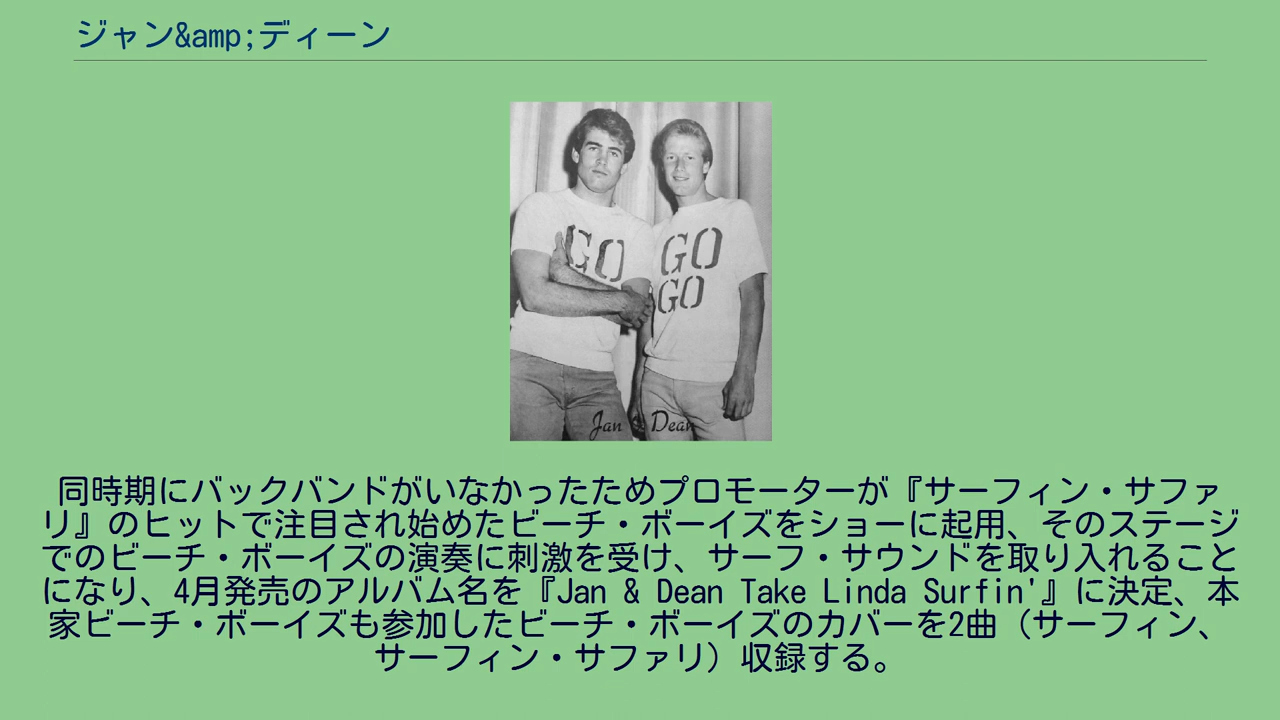 ジャン&amp;ディーン
GO
GO
GO
Jan & Dean
同時期にバックバンドがいなかったためプロモーターが『サーフィン・サファ
リ』のヒットで注目され始めたビーチ・ボーイズをショーに起用、そのステージ
でのビーチ・ボーイズの演奏に刺激を受け、サーフ・サウンドを取り入れること
になり、4月発売のアルバム名を『Jan & Dean Take Linda Surfin'』に決定、本
家ビーチ・ボーイズも参加したビーチ・ボーイズのカバーを2曲（サーフィン、
サーフィン・サファリ）収録する。